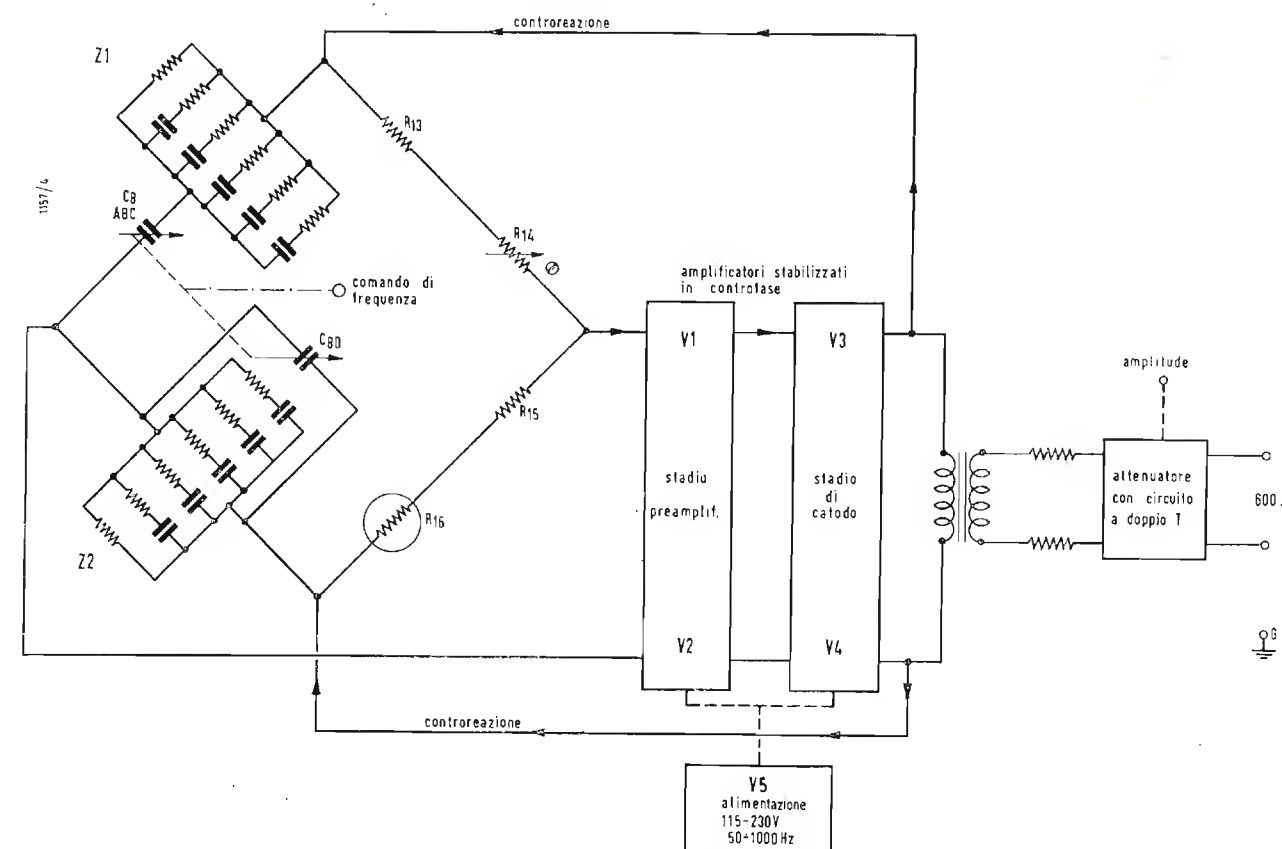 controreazione
Z1
R13
1157/4
C8
ABC
R14
comando di
frequenza
amplificatori stabilizzati
in controfase
C8D
V1
V3
amplitude
R15
stadio
preamplif.
stadio
di
catodo
attenuatore
con circuito
a doppio T
600.
R16
Z2
V2
V4
G
controreazione
V5
alimentazione
115-230V
50÷1000Hz